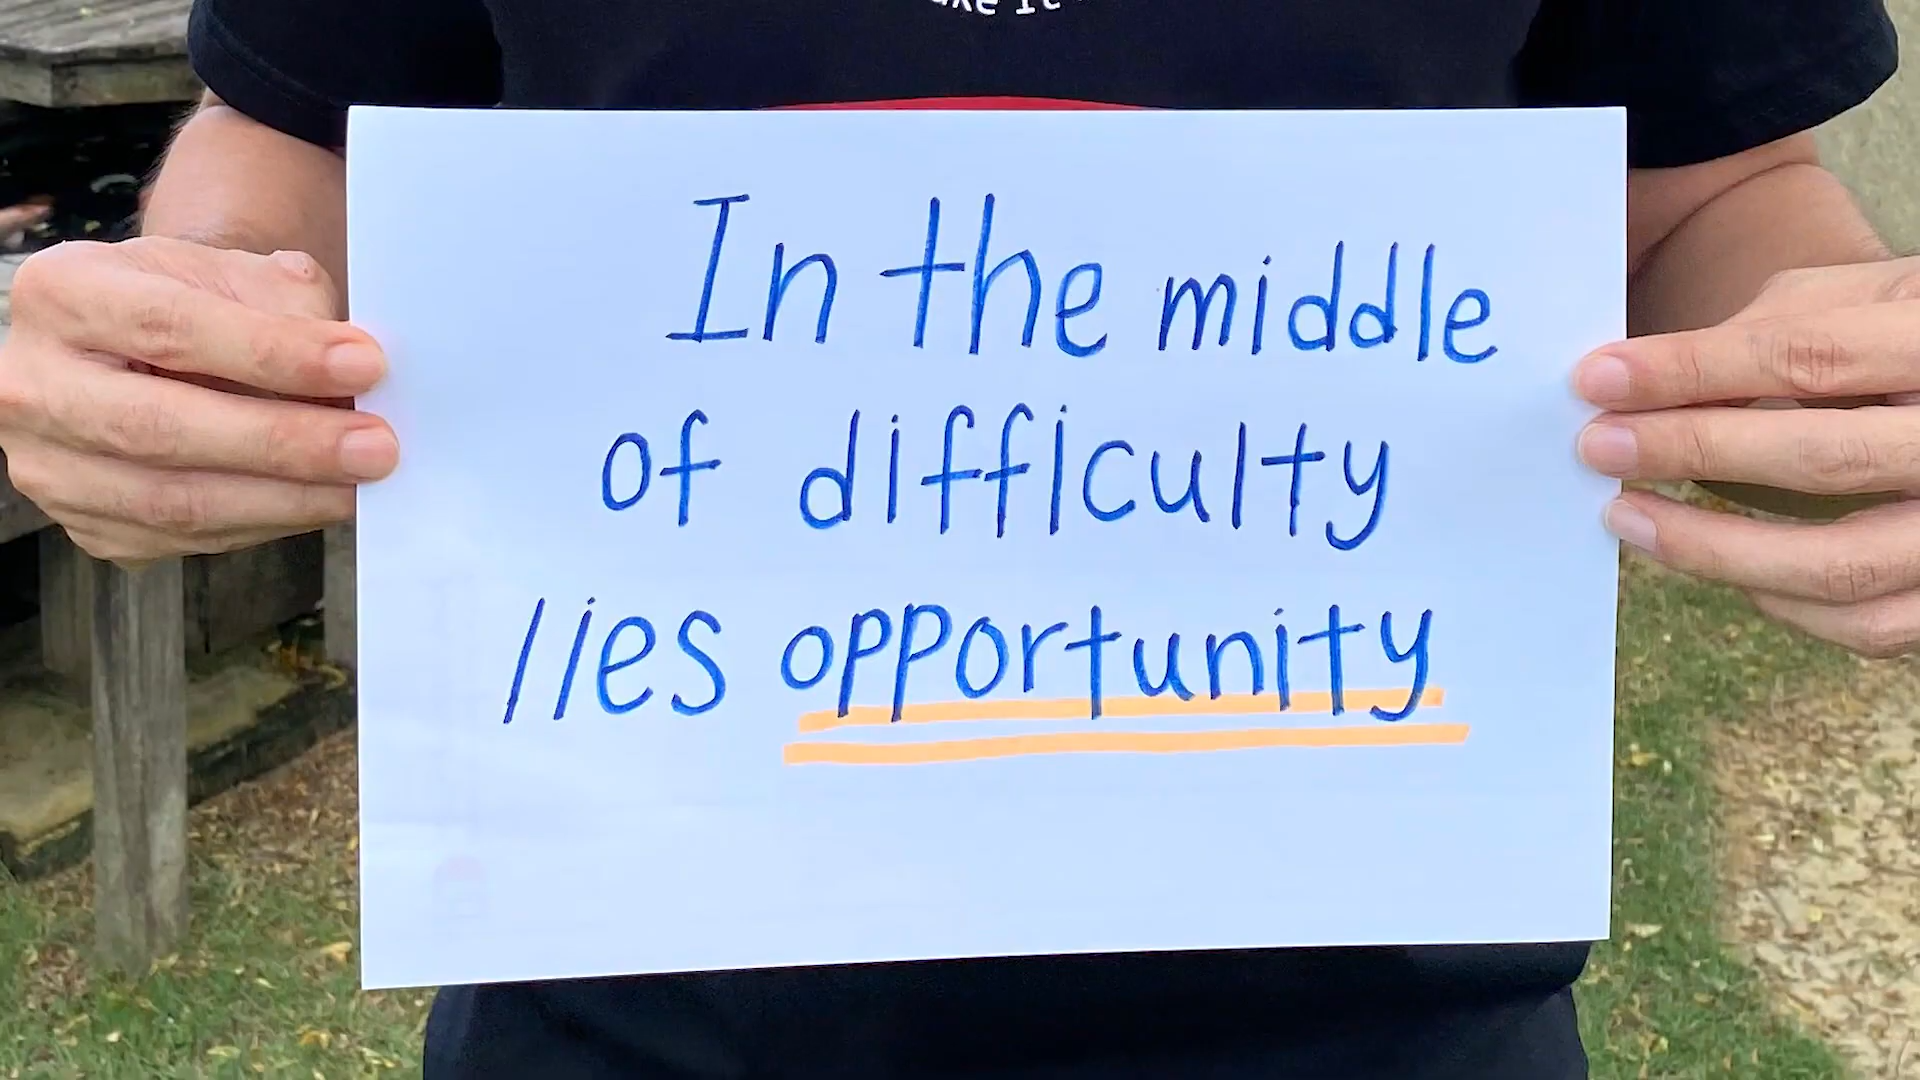 In the middle
of difficulty
lies opportunity